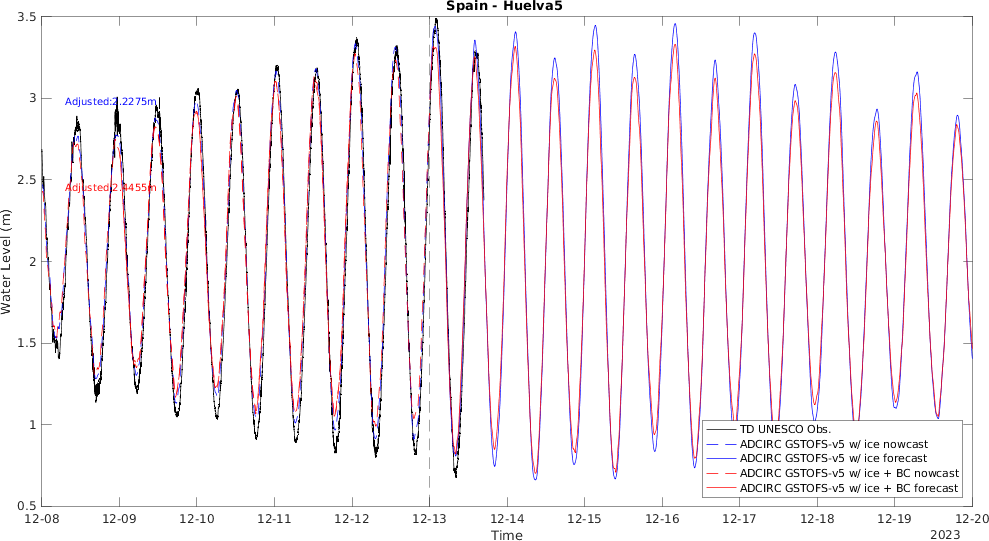 Spain - Huelva5
Water Level (m)
3.5
3
2.5
2
1.5
1
0.5
Adjusted:2.2275m
Adjusted:2.4455m
TD UNESCO Obs.
ADCIRC GSTOFS-v5 w/ ice nowcast
ADCIRC GSTOFS-v5 w/ ice forecast
ADCIRC GSTOFS-v5 w/ ice + BC nowcast
ADCIRC GSTOFS-v5 w/ ice + BC forecast
12-08 12-09 12-10 12-11 12-12 12-13 12-14 12-15 12-16 12-17 12-18 12-19 12-20
Time
2023